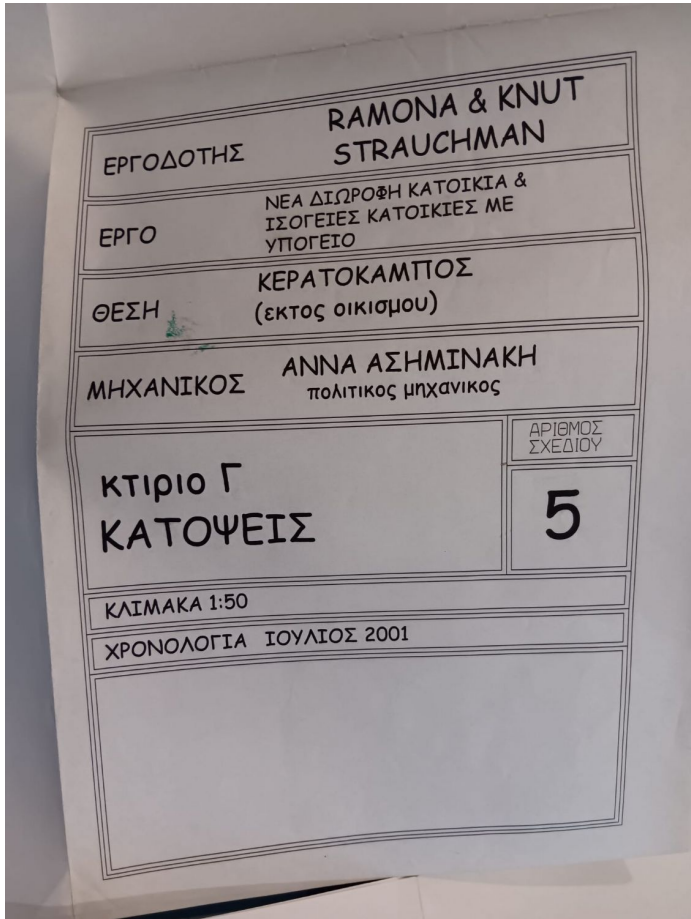 ΕΡΓΟΔΟΤΗΣ
RAMONA & KNUT
STRAUCHMAN
ΕΡΓΟ
ΝΕΑ ΔΙΩΡΟΦΗ ΚΑΤΟΙΚΙΑ &
ΙΣΟΓΕΙΕΣ ΚΑΤΟΙΚΙΕΣ ΜΕ
ΥΠΟΓΕΙΟ
ΘΕΣΗ
ΚΕΡΑΤΟΚΑΜΠΟΣ
(εκτος οικισμου)
ΜΗΧΑΝΙΚΟΣ
ΑΝΝΑ ΑΣΗΜΙΝΑΚΗ
πολιτικος μηχανικος
κτιριο Γ
ΚΑΤΟΨΕΙΣ
ΑΡΙΘΜΟΣ
ΣΧΕΔΙΟΥ
5
ΚΛΙΜΑΚΑ 1:50
ΧΡΟΝΟΛΟΓΙΑ ΙΟΥΛΙΟΣ 2001